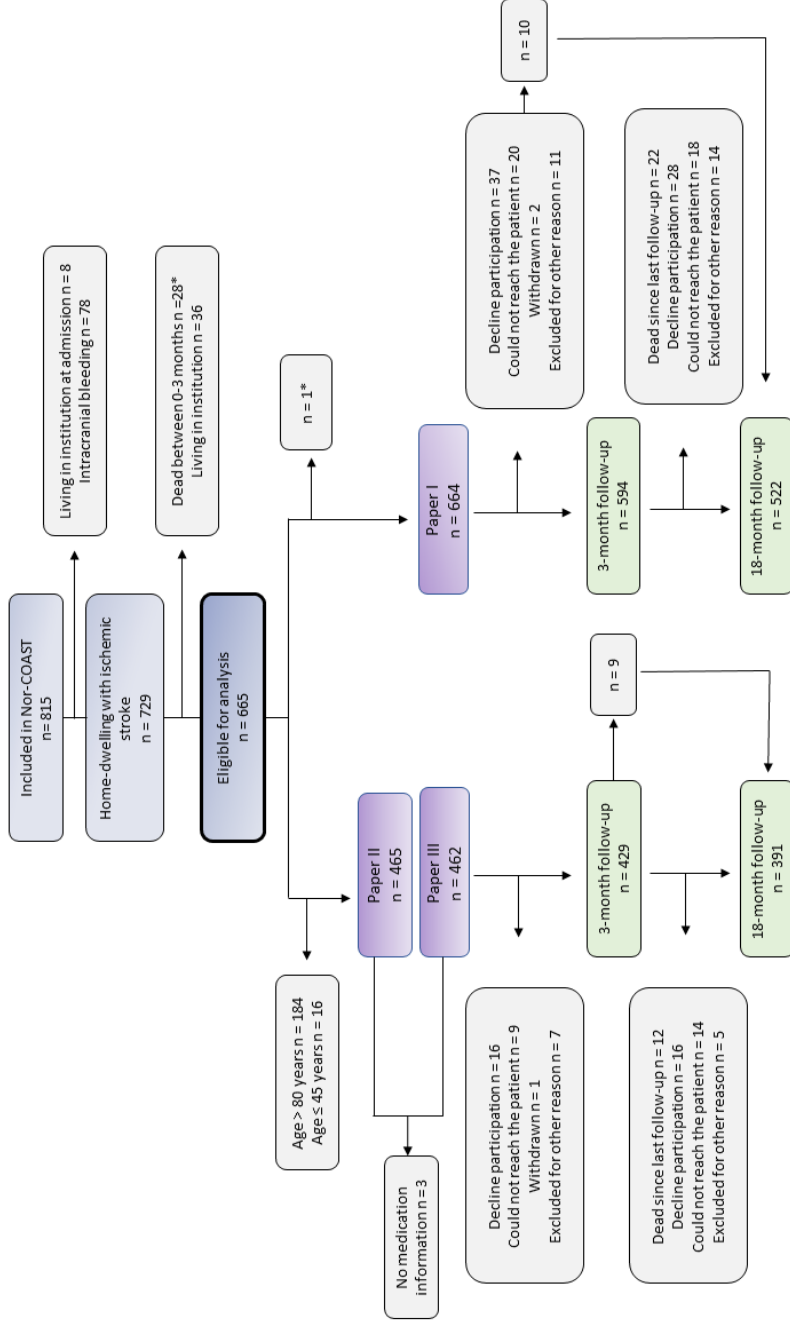 Included in Nor-COAST
n= 815
Living in institution at admission n = 8
Intracranial bleeding n = 78
Home-dwelling with ischemic
stroke
n = 729
Dead between 0-3 months n =28*
Living in institution n = 36
Eligible for analysis
n = 665
Age > 80 years n = 184
Age ≤ 45 years n = 16
n = 1*
Paper II
n = 465
Paper III
n = 462
No medication
information n = 3
Paper I
n = 664
Decline participation n = 16
Could not reach the patient n = 9
Withdrawn n = 1
Excluded for other reason n = 7
Decline participation n = 37
Could not reach the patient n = 20
Withdrawn n = 2
Excluded for other reason n = 11
n = 10
3-month follow-up
n = 429
n = 9
3-month follow-up
n = 594
Dead since last follow-up n = 12
Decline participation n = 16
Could not reach the patient n = 14
Excluded for other reason n = 5
Dead since last follow-up n = 22
Decline participation n = 28
Could not reach the patient n = 18
Excluded for other reason n = 14
18-month follow-up
n = 391
18-month follow-up
n = 522